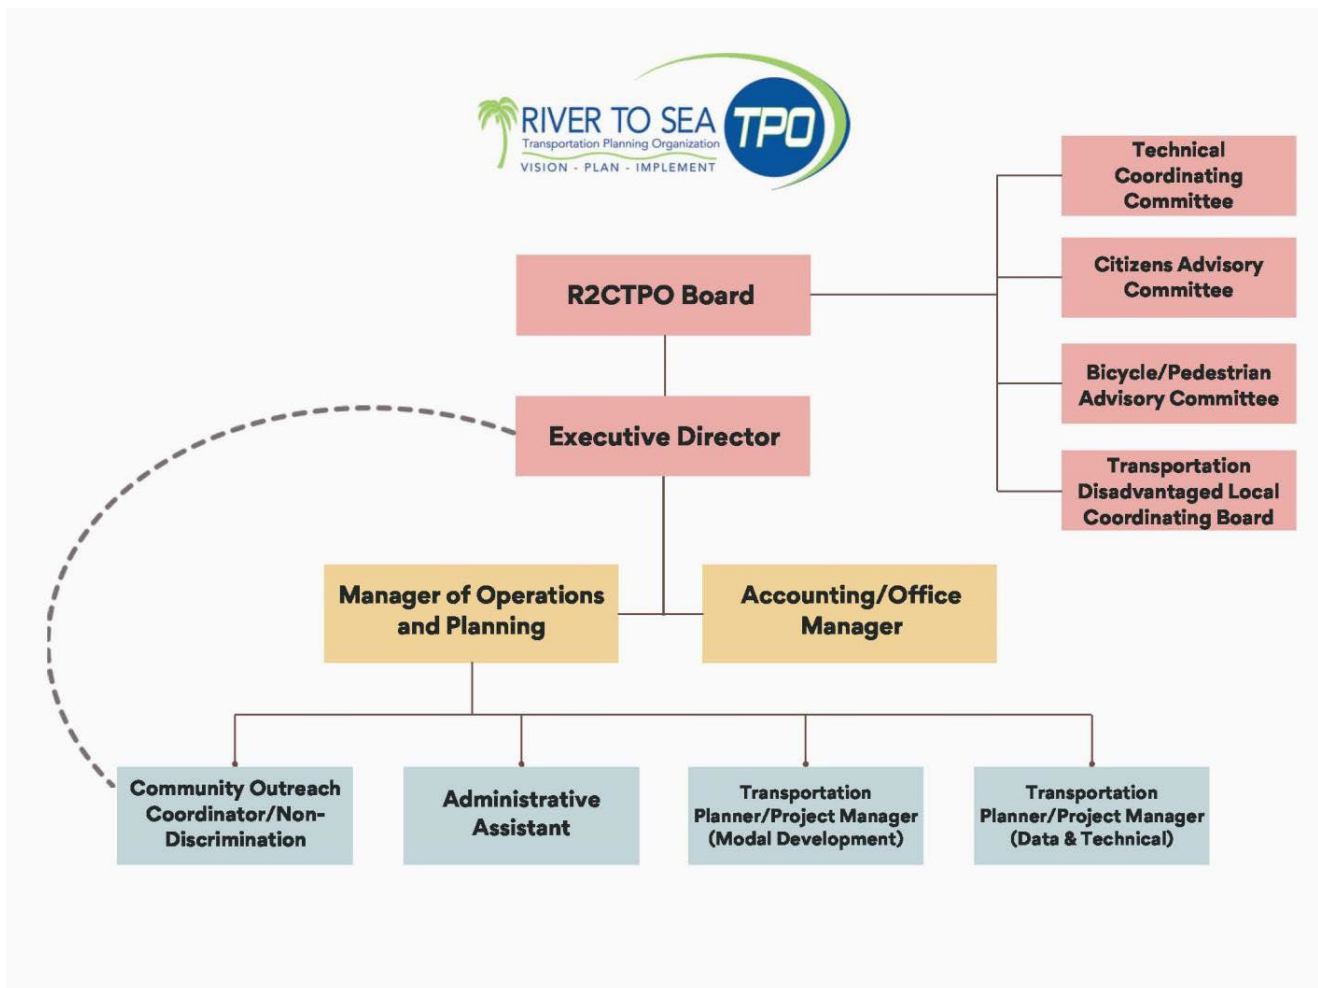 RIVER TO SEA
Transportation Planning Organization
VISION - PLAN - IMPLEMENT
TPO
Technical
Coordinating
Committee
Citizens Advisory
Committee
Bicycle/Pedestrian
Advisory Committee
Transportation
Disadvantaged Local
Coordinating Board
R2CTPO Board
Executive Director
Manager of Operations
and Planning
Accounting/Office
Manager
Community Outreach
Coordinator/Non-
Discrimination
Administrative
Assistant
Transportation
Planner/Project Manager
(Modal Development)
Transportation
Planner/Project Manager
(Data & Technical)